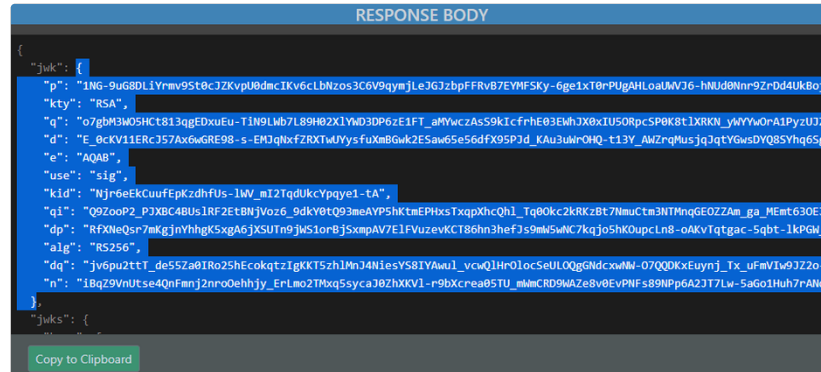 RESPONSE BODY
{
"jwk": {
"p": "1NG-9uG8DLiYrmv9St0cJZKvpU0dmcIKv6cLbNzos3C6V9qymjLeJGJzbpFFRvB7EYMFSKy-6ge1xT0rPUgAHLoaUWVJ6-hNUd0Nnr9ZrDd4UkBo
"kty": "RSA",
"q": "o7gbM3WO5HCt813qgEDxuEu-TiN9LWb7L89H02XlYWD3DP6zE1FT_aMYwczAsS9kIcfrhE03EWhJX0xIU5ORpcSP0K8tlXRKN_yWYYwOrA1PyzUJ
"d": "E_0cKV11ERcJ57Ax6wGRE98-s-EMJqNxfZRXTwUYysfuXmBGwk2ESaw65e56dfX95PJd_KAu3uWrOHQ-t13Y_AWZrqMusjqJqtYGwsDYQ8SYhq6S
"e": "AQAB",
"use": "sig",
"kid": "Njr6eEkCuufEpKzdhfUs-lWV_mI2TqdUkcYpqye1-tA",
"qi": "Q9ZooP2_PJXBC4BUslRF2EtBNjVoz6_9dkY0tQ93meAYP5hKtmEPHxsTxqpXhcQhl_Tq0Okc2kRKzBt7NmuCtm3NTMnqGEOZZAm_ga_MEmt63OE
"dp": "RfXNeQsr7mKgjnYhhgK5xgA6jXSUTn9jWS1orBjSxmpAV7ElFVuzevKCT86hn3hefJs9mW5wNC7kqjo5hKOupcLn8-oAKvTqtgac-5qbt-lkPGW
"alg": "RS256",
"dq": "jv6pu2ttT_de55Za0IRo25hEcokqtzIgKKT5zhlMnJ4NiesYS8IYAwul_vcwQlHrOlocSeULOQgGNdcxwNW-O7QQDKxEuynj_Tx_uFmVIw9JZ2o
"n": "iBqZ9VnUtse4QnFmnj2nroOehhjy_ErLmo2TMxq5sycaJ0ZhXKVl-r9bXcrea05TU_mWmCRD9WAZe8v0EvPNFs89NPp6A2JT7Lw-5aGo1Huh7rAN
},
"jwks": {
Copy to Clipboard